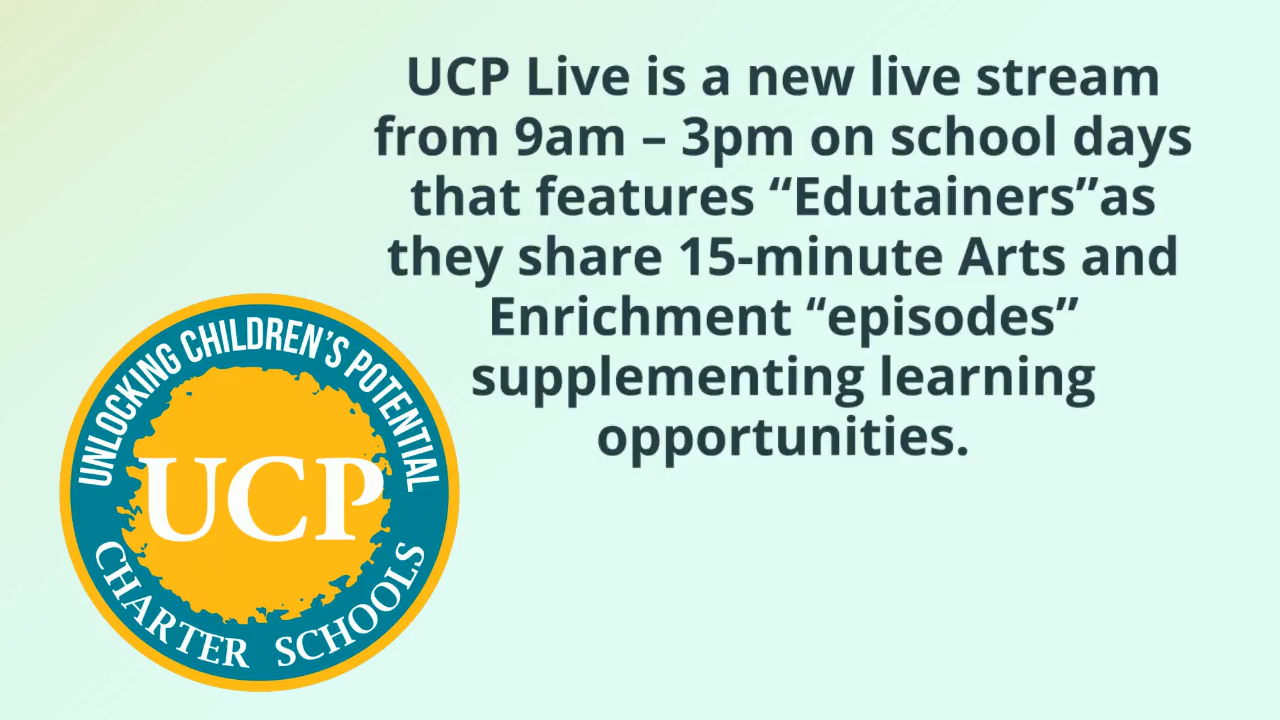 UCP Live is a new live stream
from 9am – 3pm on school days
that features “Edutainers”as
they share 15-minute Arts and
Enrichment “episodes”
supplementing learning
opportunities.
UNLOCKING CHILDREN’S POTENTIAL
UCP
CHARTER SCHOOLS